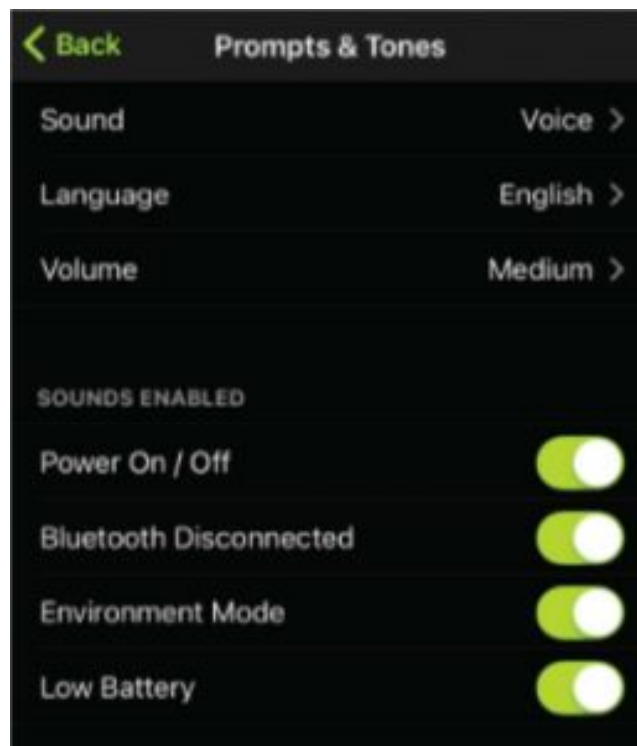 Back Prompts & Tones
Sound Voice
Language English
Volume Medium
SOUNDS ENABLED
Power On / Off
Bluetooth Disconnected
Environment Mode
Low Battery